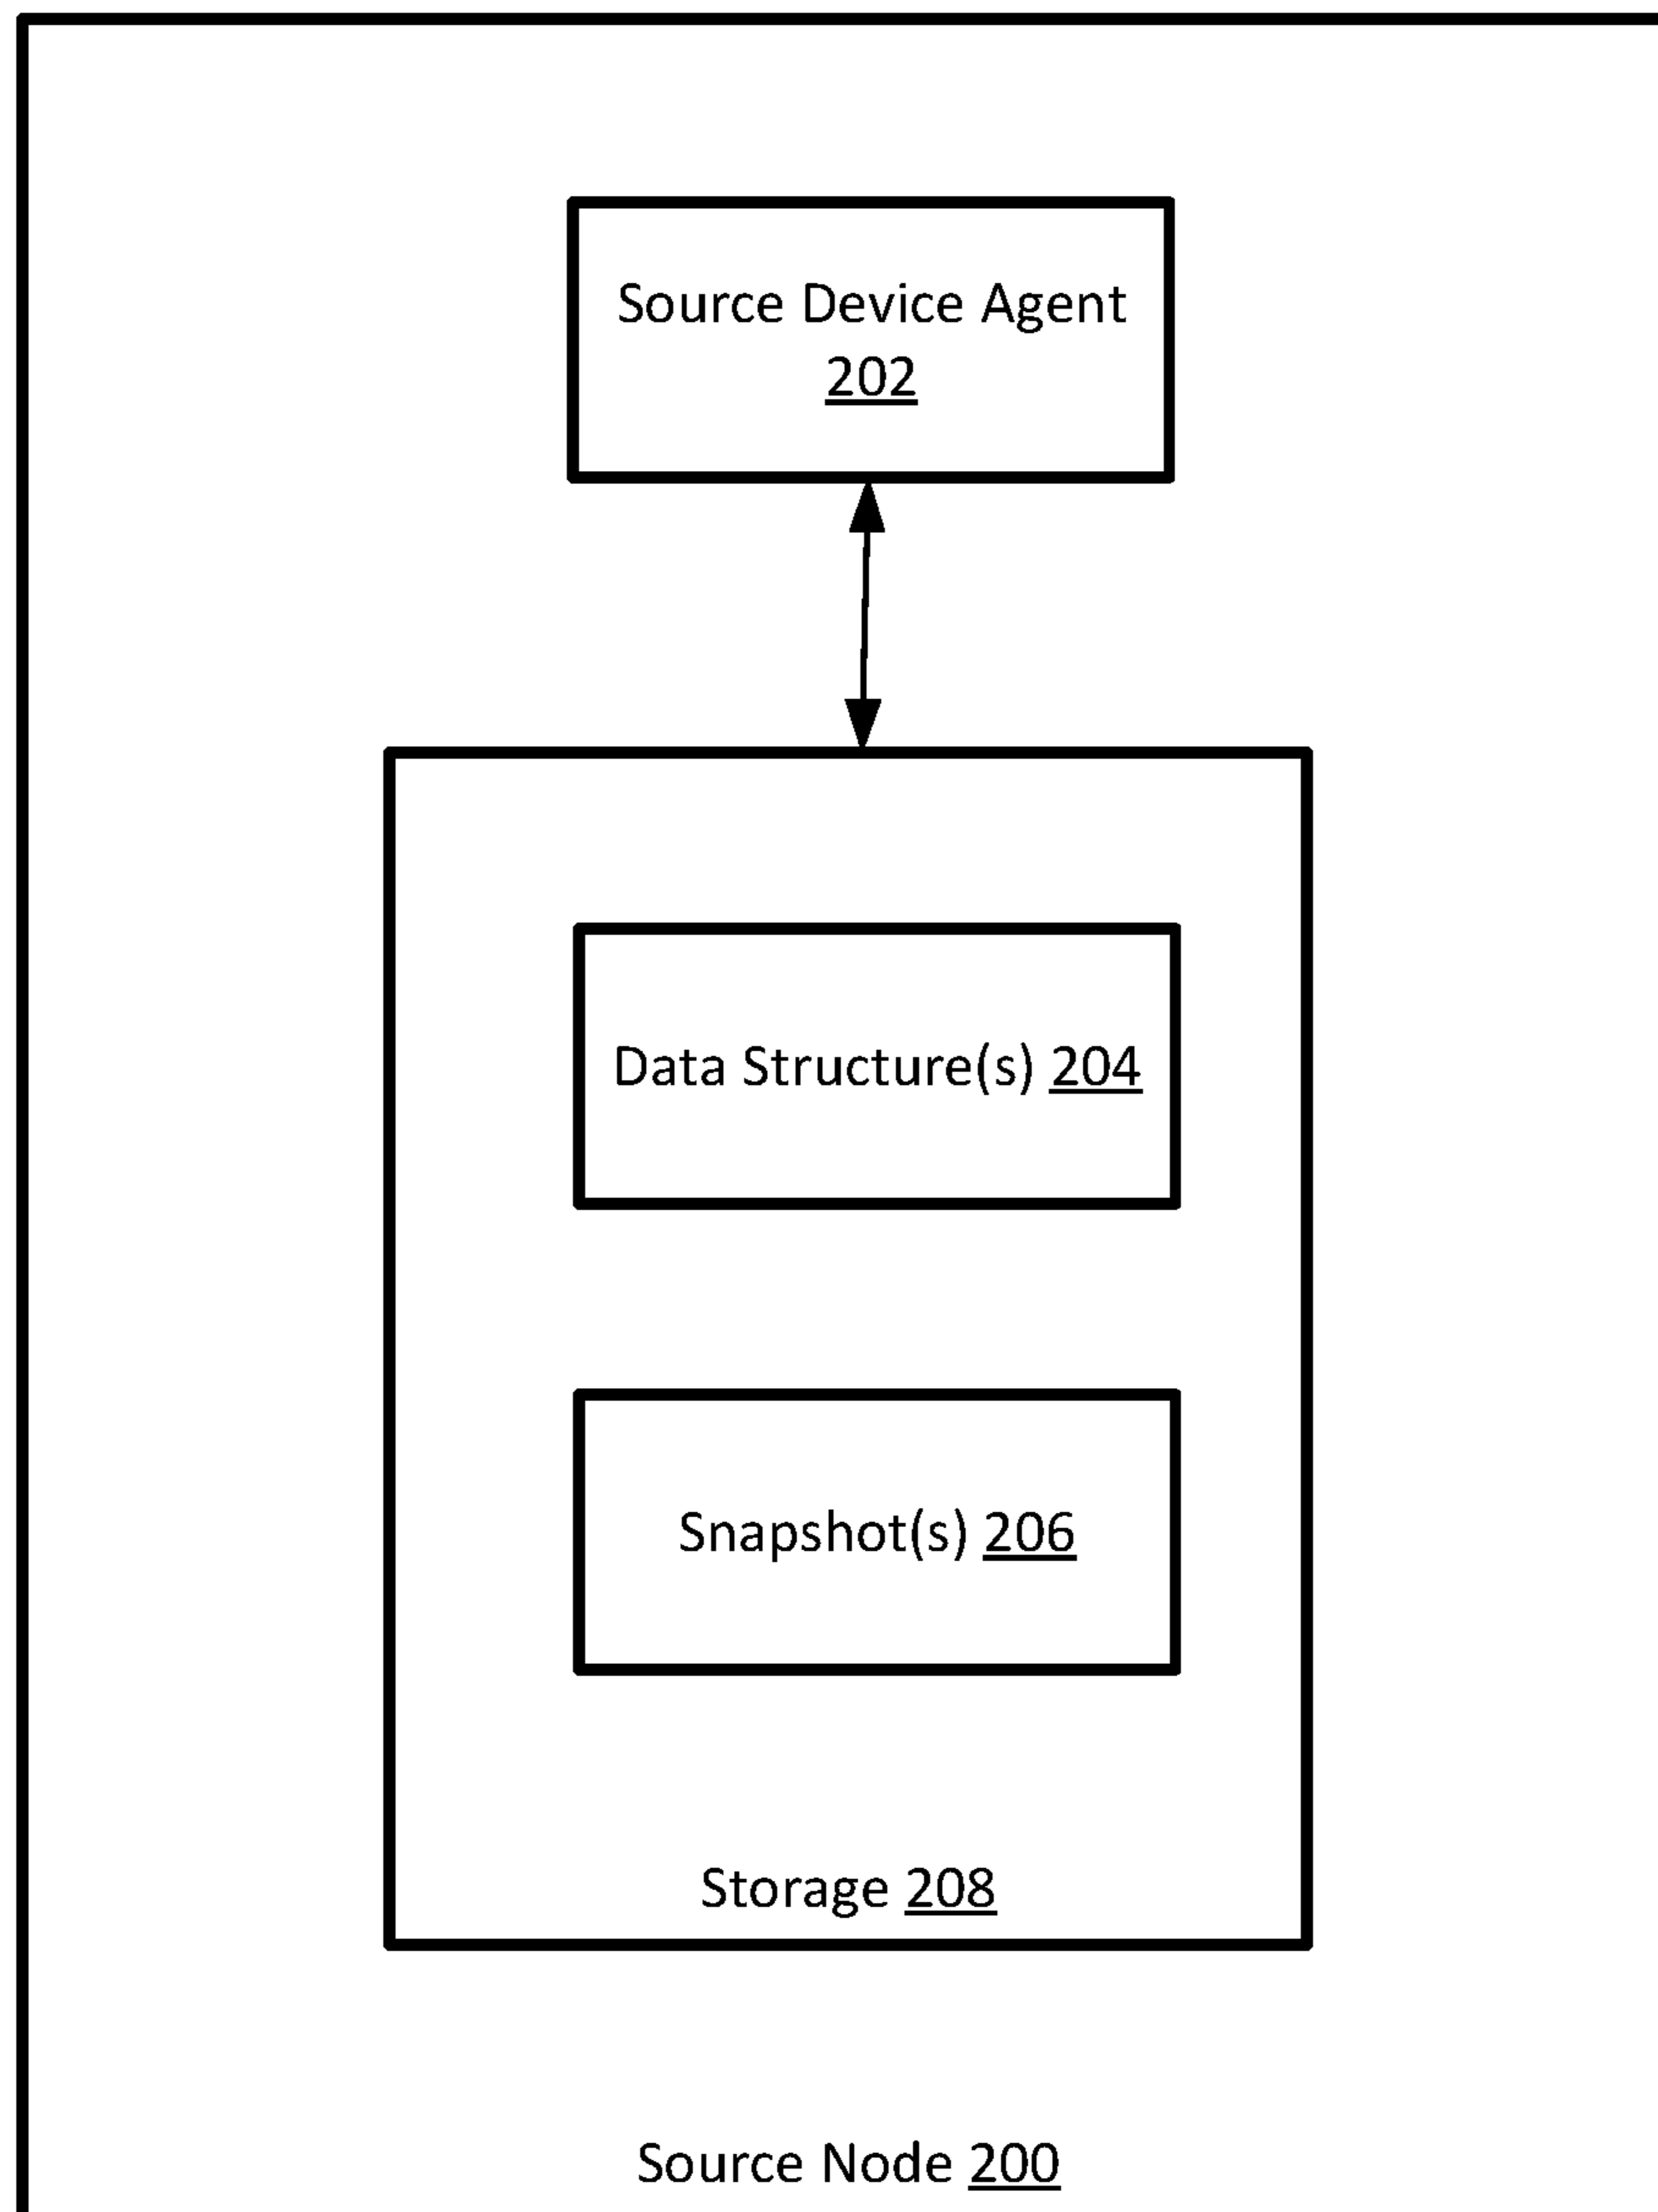 Source Device Agent
202
Data Structure(s) 204
Snapshot(s) 206
Storage 208
Source Node 200